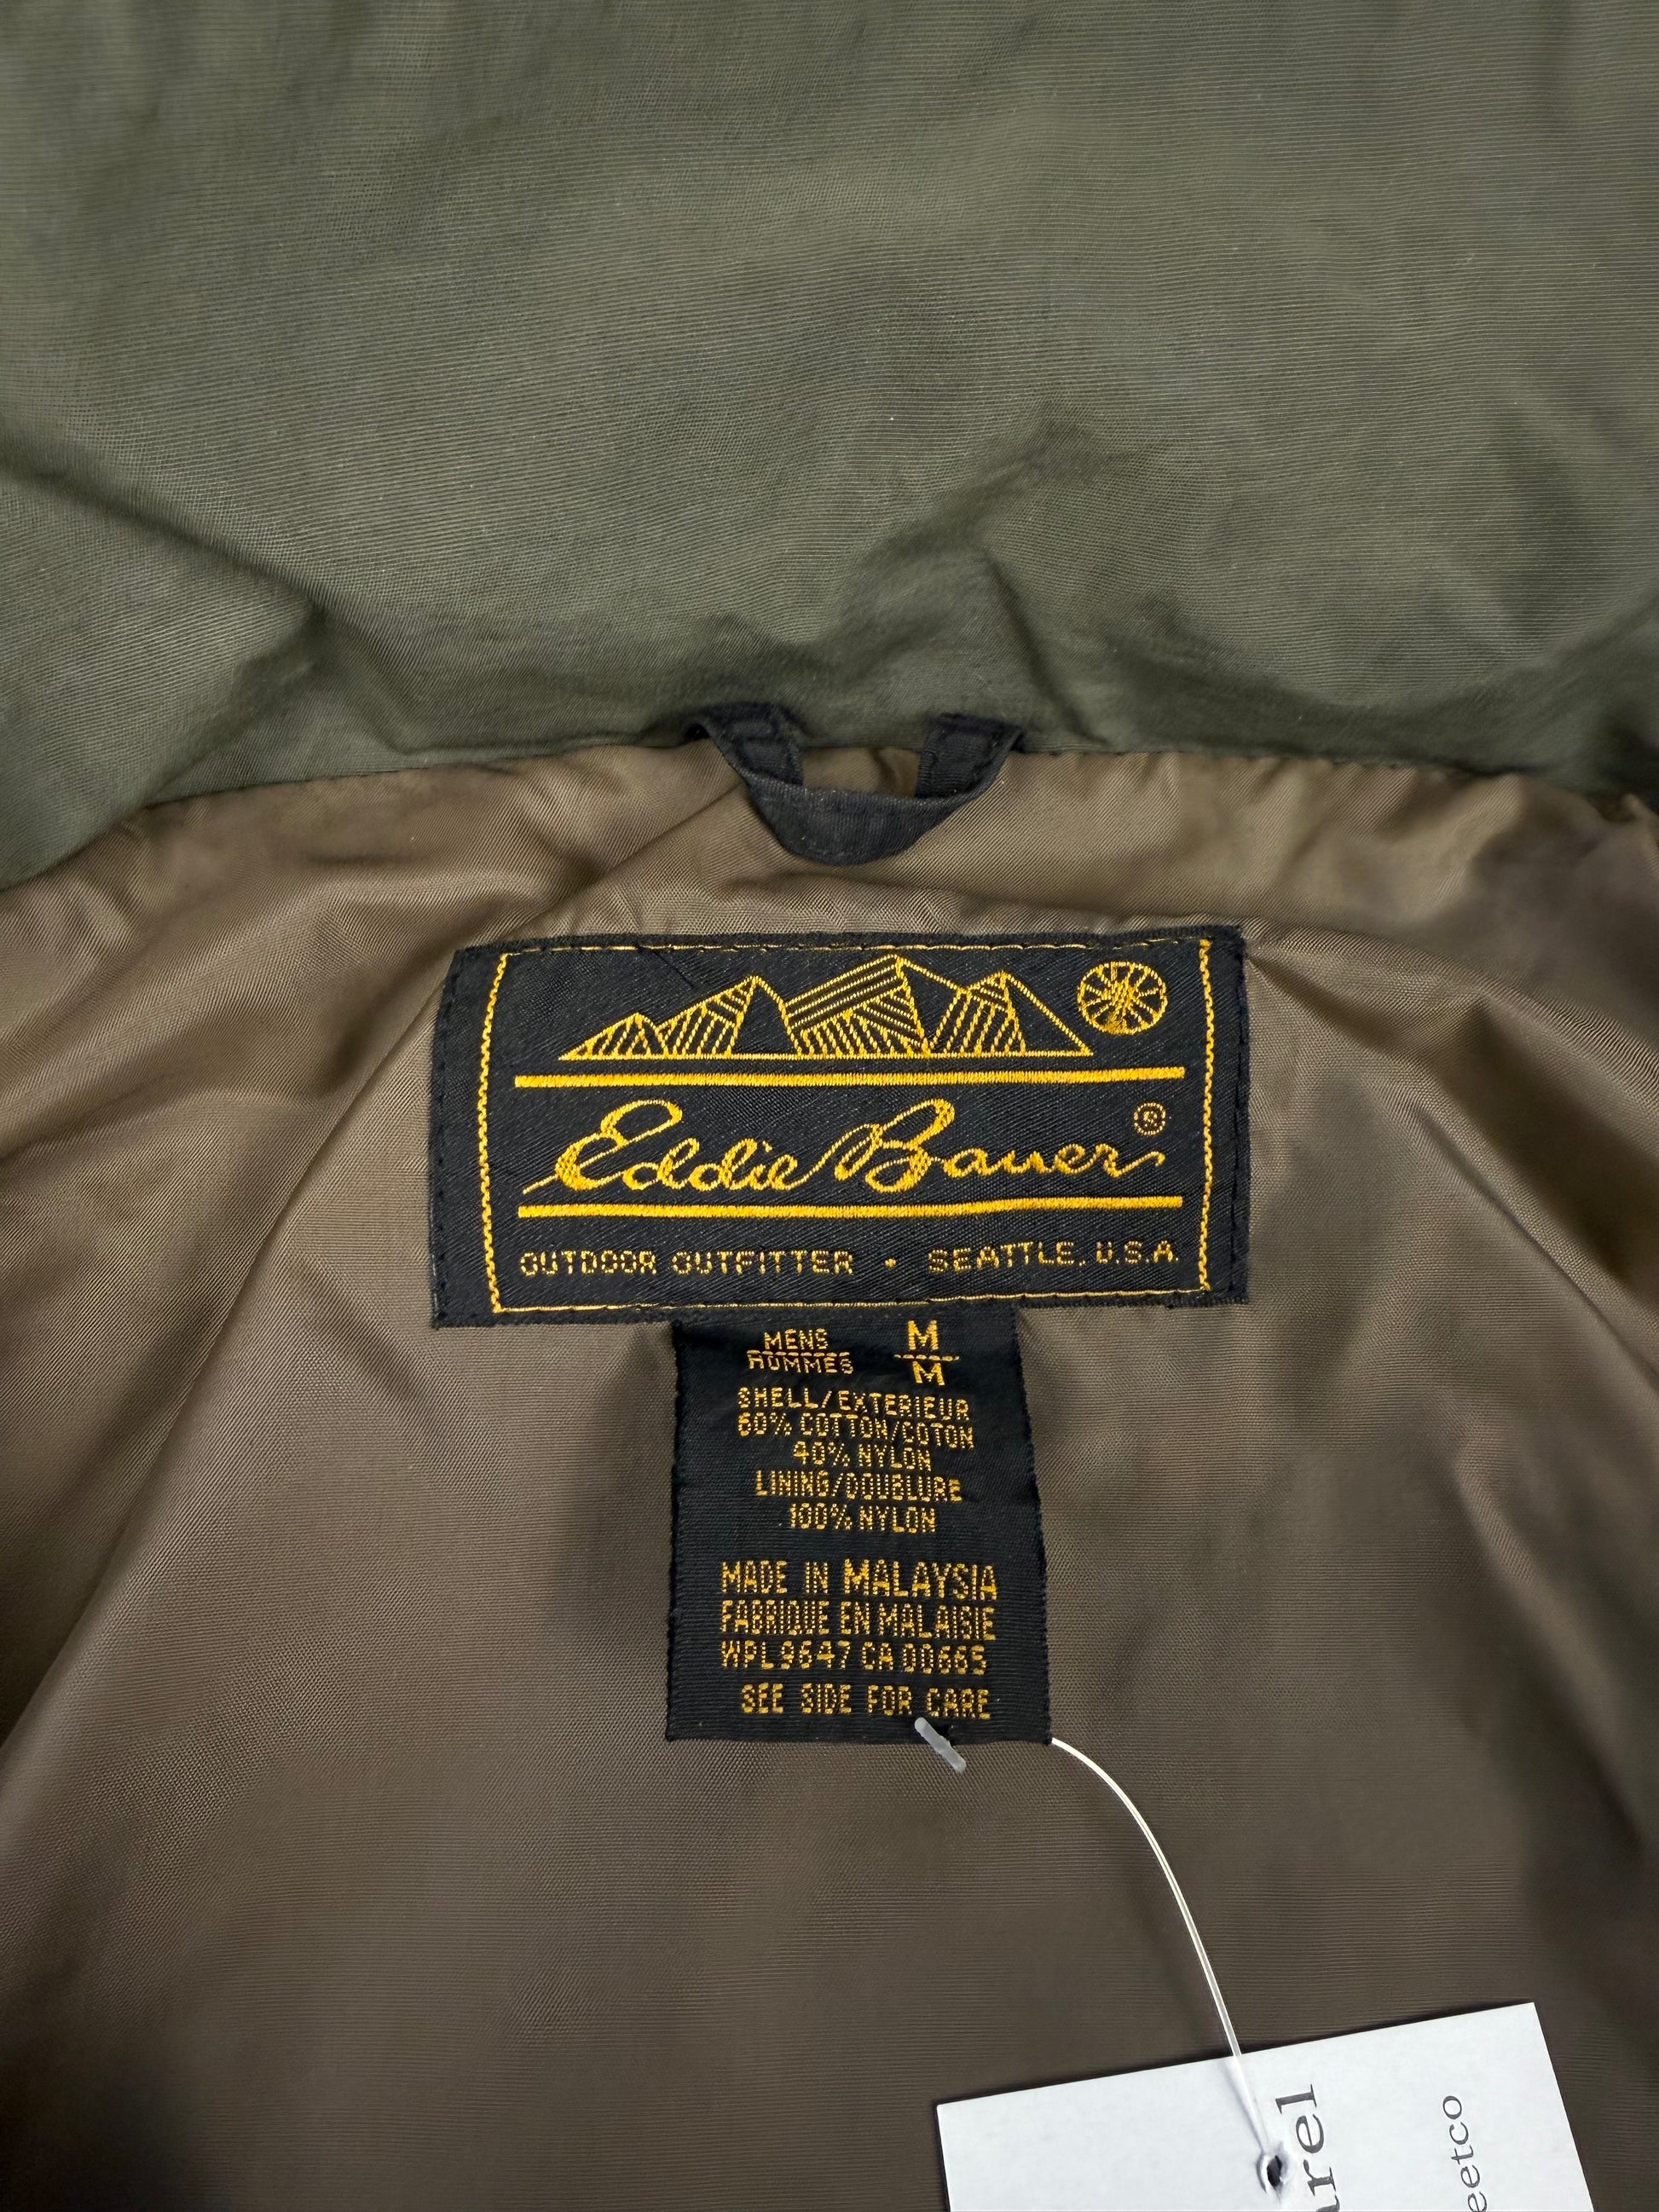 Eddie Bauer ®
OUTDOOR OUTFITTER • SEATTLE, U.S.A.
MENS M
HOMMES M
SHELL/EXTERIEUR
60% COTTON/COTON
40% NYLON
LINING/DOUBLURE
100% NYLON
MADE IN MALAYSIA
FABRIQUE EN MALAISIE
WPL9647 CA 00665
SEE SIDE FOR CARE